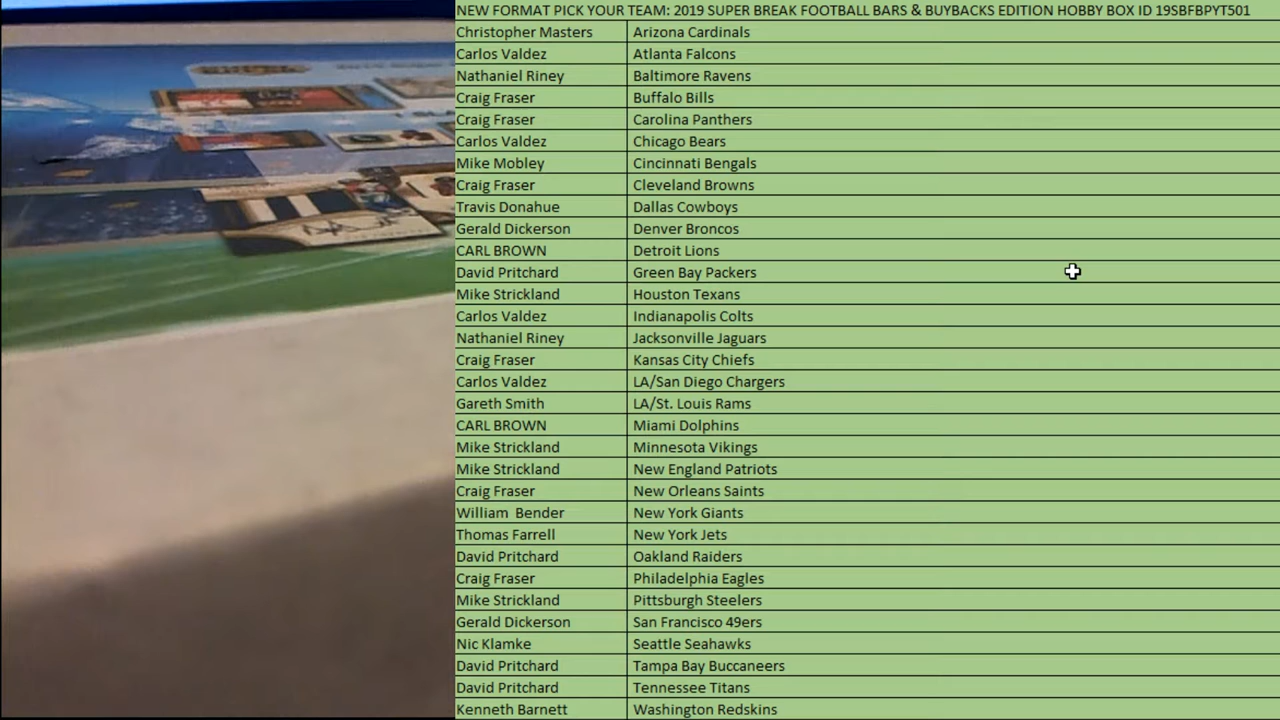 NEW FORMAT PICK YOUR TEAM: 2019 SUPER BREAK FOOTBALL BARS & BUYBACKS EDITION HOBBY BOX ID 19SBFBPYT501
Christopher Masters Arizona Cardinals
Carlos Valdez Atlanta Falcons
Nathaniel Riney Baltimore Ravens
Craig Fraser Buffalo Bills
Craig Fraser Carolina Panthers
Carlos Valdez Chicago Bears
Mike Mobley Cincinnati Bengals
Craig Fraser Cleveland Browns
Travis Donahue Dallas Cowboys
Gerald Dickerson Denver Broncos
CARL BROWN Detroit Lions
David Pritchard Green Bay Packers
Mike Strickland Houston Texans
Carlos Valdez Indianapolis Colts
Nathaniel Riney Jacksonville Jaguars
Craig Fraser Kansas City Chiefs
Carlos Valdez LA/San Diego Chargers
Gareth Smith LA/St. Louis Rams
CARL BROWN Miami Dolphins
Mike Strickland Minnesota Vikings
Mike Strickland New England Patriots
Craig Fraser New Orleans Saints
William Bender New York Giants
Thomas Farrell New York Jets
David Pritchard Oakland Raiders
Craig Fraser Philadelphia Eagles
Mike Strickland Pittsburgh Steelers
Gerald Dickerson San Francisco 49ers
Nic Klamke Seattle Seahawks
David Pritchard Tampa Bay Buccaneers
David Pritchard Tennessee Titans
Kenneth Barnett Washington Redskins